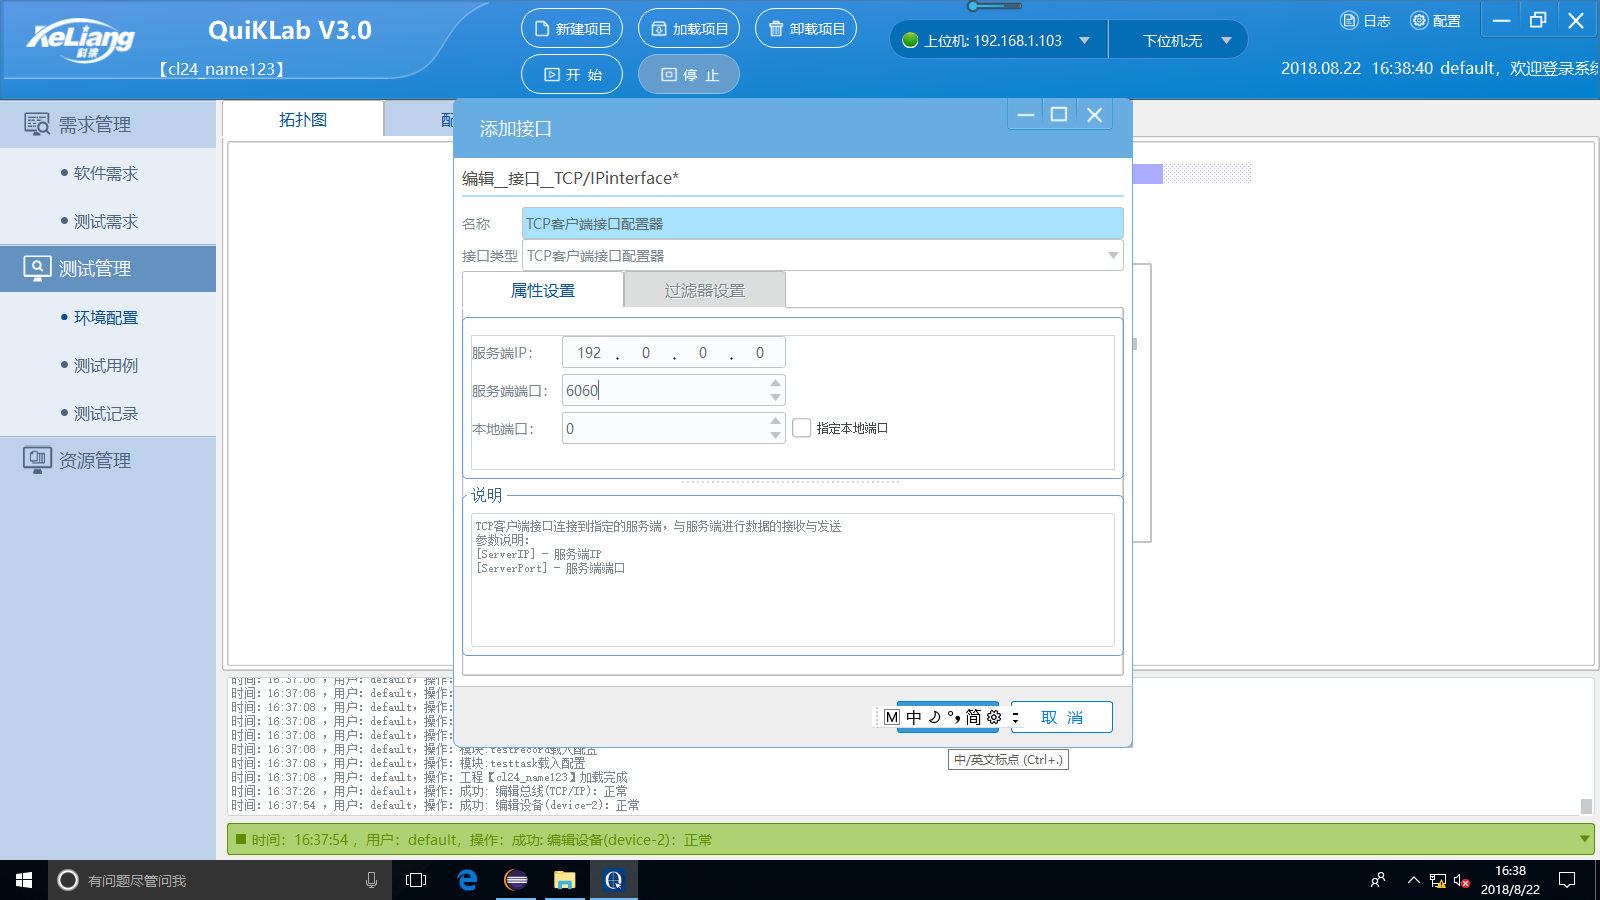 KeLiang
科梁
QuiKLab V3.0
【cl24_name123】
新建项目
加载项目
卸载项目
开 始
停 止
上位机: 192.168.1.103
下位机:无
日志
配置
2018.08.22 16:38:40 default，欢迎登录系统
需求管理
软件需求
测试需求
测试管理
环境配置
测试用例
测试记录
资源管理
拓扑图
添加接口
编辑__接口__TCP/IPinterface*
名称
TCP客户端接口配置器
接口类型
TCP客户端接口配置器
属性设置
过滤器设置
服务端IP：
192 . 0 . 0 . 0
服务端端口：
6060
本地端口：
0
指定本地端口
说明
TCP客户端接口连接到指定的服务端，与服务端进行数据的接收与发送
参数说明：
[ServerIP] - 服务端IP
[ServerPort] - 服务端端口
M 中 简
取 消
中/英文标点 (Ctrl+.)
时间：16:37:08 ，用户：default，操作：
时间：16:37:08 ，用户：default，操作：
时间：16:37:08 ，用户：default，操作：
时间：16:37:08 ，用户：default，操作：
时间：16:37:08 ，用户：default，操作：
时间：16:37:08 ，用户：default，操作：模块:testrecord载入配置
时间：16:37:08 ，用户：default，操作：模块:testtask载入配置
时间：16:37:08 ，用户：default，操作：工程【cl24_name123】加载完成
时间：16:37:26 ，用户：default，操作：成功: 编辑总线(TCP/IP)：正常
时间：16:37:54 ，用户：default，操作：成功: 编辑设备(device-2)：正常
时间：16:37:54 ，用户：default，操作：成功: 编辑设备(device-2)：正常
有问题尽管问我
16:38
2018/8/22